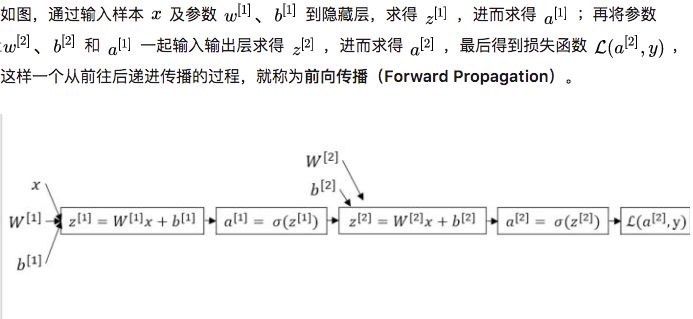 如图，通过输入样本 x 及参数 w^[1]、b^[1] 到隐藏层，求得 z^[1]，进而求得 a^[1]；再将参数
w^[2]、b^[2] 和 a^[1] 一起输入输出层求得 z^[2]，进而求得 a^[2]，最后得到损失函数 ℒ(a^[2], y)，
这样一个从前往后递进传播的过程，就称为前向传播（Forward Propagation）。
W^[2]
b^[2]
x
W^[1]
b^[1]
z^[1] = W^[1]x + b^[1]
a^[1] = σ(z^[1])
z^[2] = W^[2]x + b^[2]
a^[2] = σ(z^[2])
ℒ(a^[2], y)